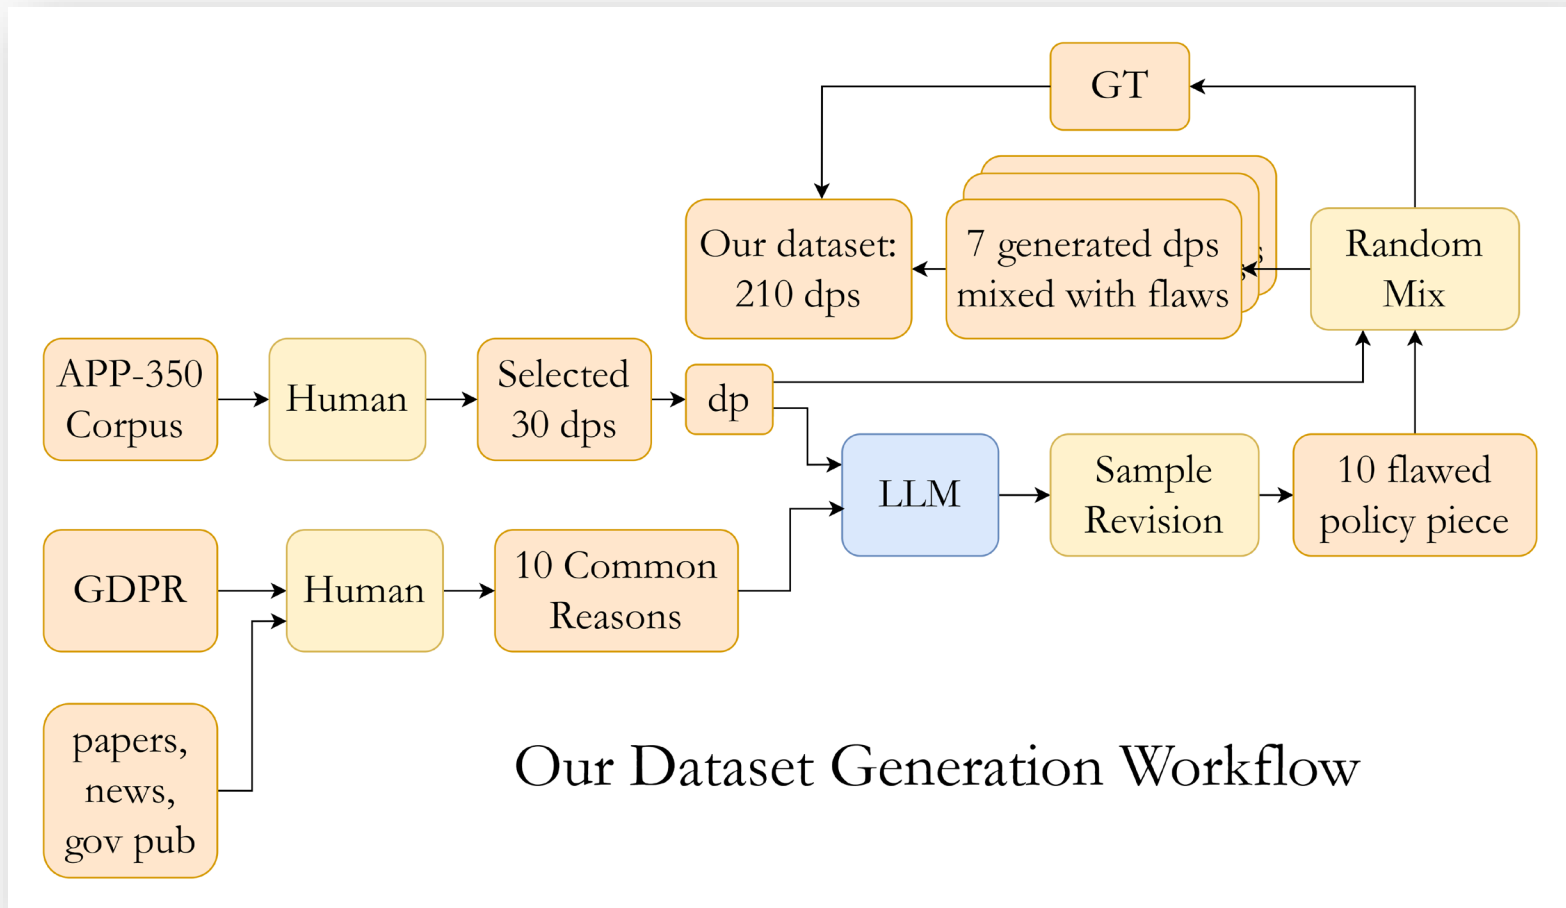 GT
Our dataset:
210 dps
7 generated dps
mixed with flaws
Random
Mix
APP-350
Corpus
Human
Selected
30 dps
dp
LLM
Sample
Revision
10 flawed
policy piece
GDPR
Human
10 Common
Reasons
papers,
news,
gov pub
Our Dataset Generation Workflow